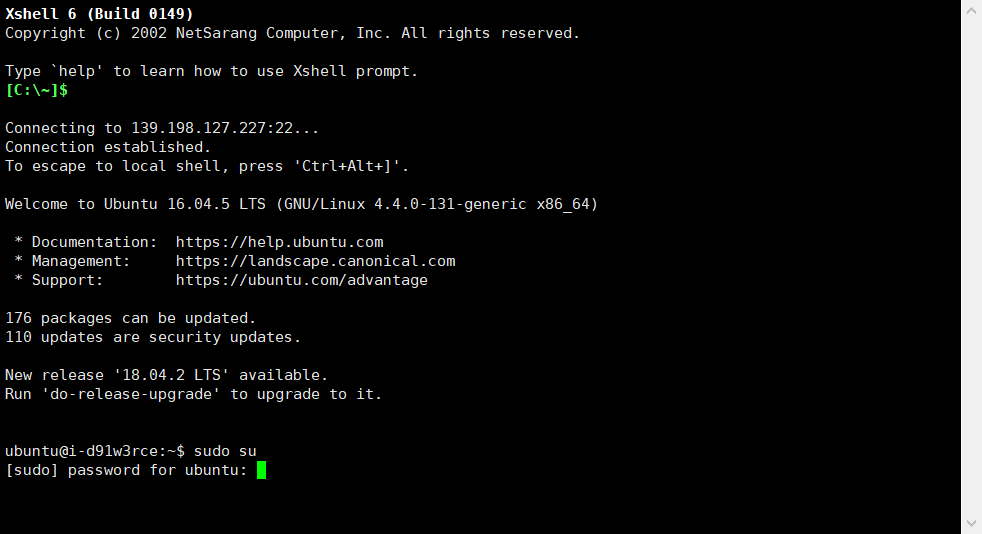 Xshell 6 (Build 0149)
Copyright (c) 2002 NetSarang Computer, Inc. All rights reserved.
Type `help' to learn how to use Xshell prompt.
[C:\~]$
Connecting to 139.198.127.227:22...
Connection established.
To escape to local shell, press 'Ctrl+Alt+]'.
Welcome to Ubuntu 16.04.5 LTS (GNU/Linux 4.4.0-131-generic x86_64)
 * Documentation:  https://help.ubuntu.com
 * Management:     https://landscape.canonical.com
 * Support:        https://ubuntu.com/advantage
176 packages can be updated.
110 updates are security updates.
New release '18.04.2 LTS' available.
Run 'do-release-upgrade' to upgrade to it.
ubuntu@i-d91w3rce:~$ sudo su
[sudo] password for ubuntu: